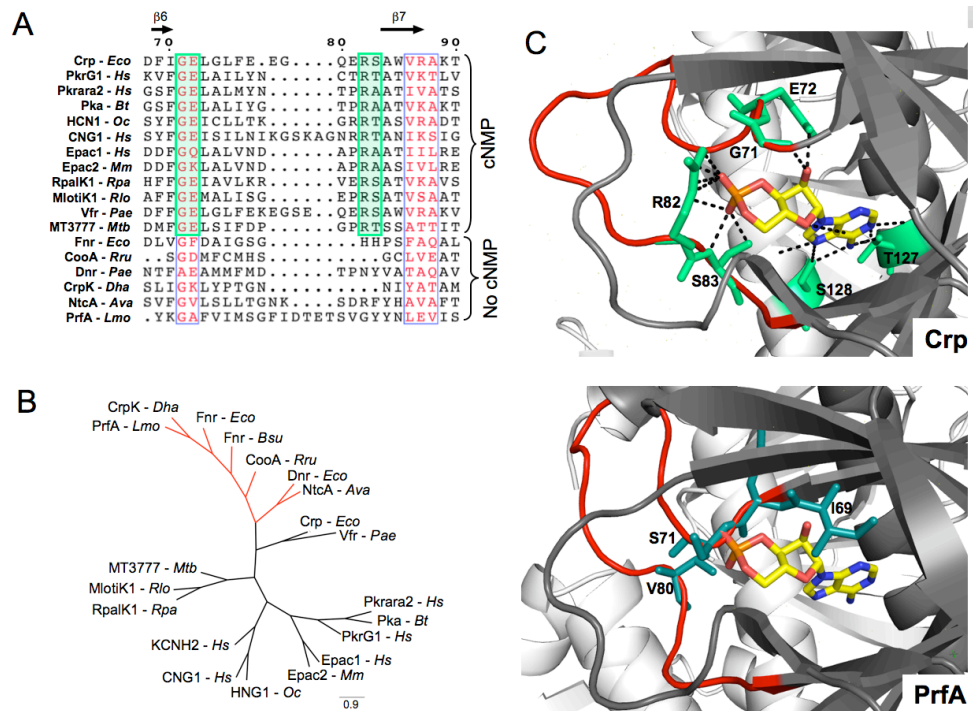 A
β6
β7
70
80
90
Crp - Eco DFIGELGLFE.EG....QERSAWVRAKT
PkrG1 - Hs KVFGELAILYN......CTRTATVKTLV
Pkrara2 - Hs SGFGELALMYNT.....PRAATIVATS
Pka - Bt SFFGELALIYG......TPRAATVKAKT
HCN1 - Oc SYFGEICLLTK......GRRTASVRADT
CNG1 - Hs SYFGEISILNIKGSKAGNRRTANIKSIG
Epac1 - Hs DDFGQLALVND......APRAATIILRE
Epac2 - Mm DDFGKLALVND......APRAASIVLRE
RpalK1 - Rpa HFFGEIAVLKR......VERSATVSAVS
MlotiK1 - Rlo AFFGEMALISG......EPRSATVSAAT
Vfr - Pae DFFGELGLFEKEGSE..QERSAWVRAKV
MT3777 - Mtb DMFGELSIFDP......GPRTSSATTIT
Fnr - Eco DLVGFDAIGSG......HHPSFAQAL
CooA - Rru SGDMFCMHS........GCLVEAT
Dnr - Pae NTFAEAMMFMD......TPNYVATAQAV
CrpK - Dha SLIGKLYPTGN......NIYATAM
NtcA - Ava SVFGVLSLLTGNK....SDRFYHAVAFT
PrfA - Lmo .YKGAFVIMSGFIDTETSVGYYNLEVIS
cNMP
No cNMP
B
CrpK - Dha
PrfA - Lmo
Fnr - Eco
Fnr - Bsu
CooA - Rru
Dnr - Eco
NtcA - Ava
Crp - Eco
Vfr - Pae
MT3777 - Mtb
MlotiK1 - Rlo
RpalK1 - Rpa
Pkrara2 - Hs
Pka - Bt
PkrG1 - Hs
KCNH2 - Hs
Epac1 - Hs
Epac2 - Mm
CNG1 - Hs
HNG1 - Oc
0.9
C
E72
G71
R82
S83
T127
S128
Crp
I69
S71
V80
PrfA